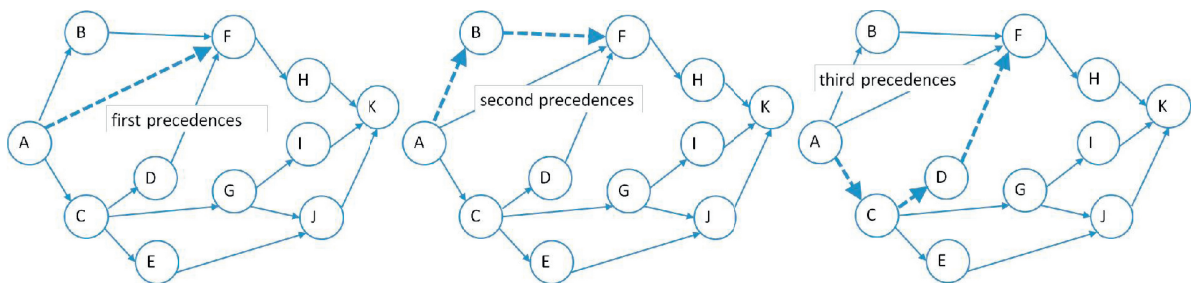 B
F
H
K
first precedences
A
I
D
G
C
J
E
B
F
H
K
second precedences
A
I
D
G
C
J
E
B
F
H
third precedences
K
A
I
D
G
C
J
E